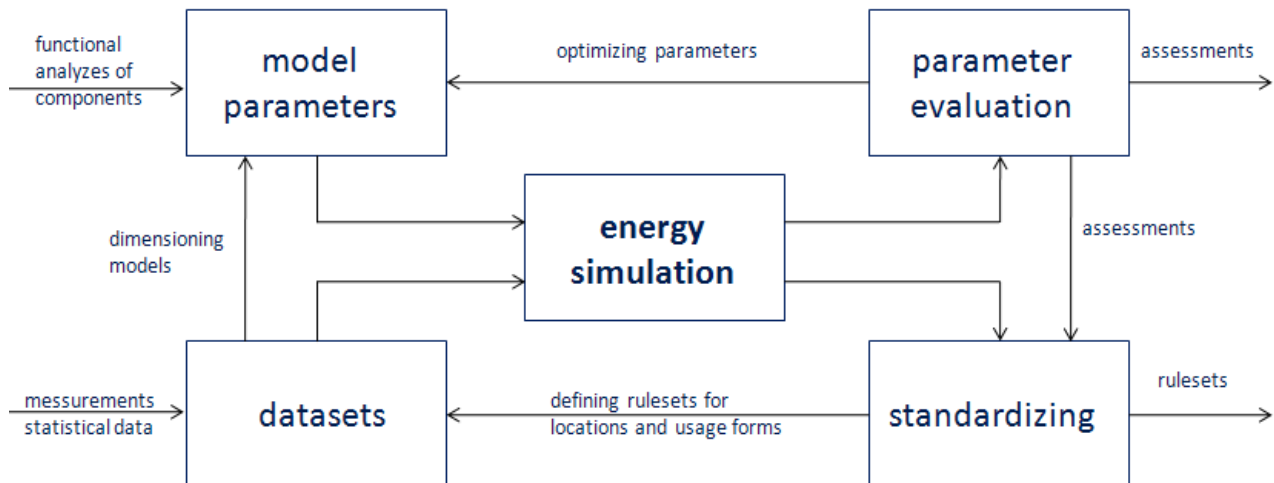 functional
analyzes of
components
model
parameters
optimizing parameters
parameter
evaluation
assessments
dimensioning
models
energy
simulation
assessments
messurements
statistical data
datasets
defining rulesets for
locations and usage forms
standardizing
rulesets